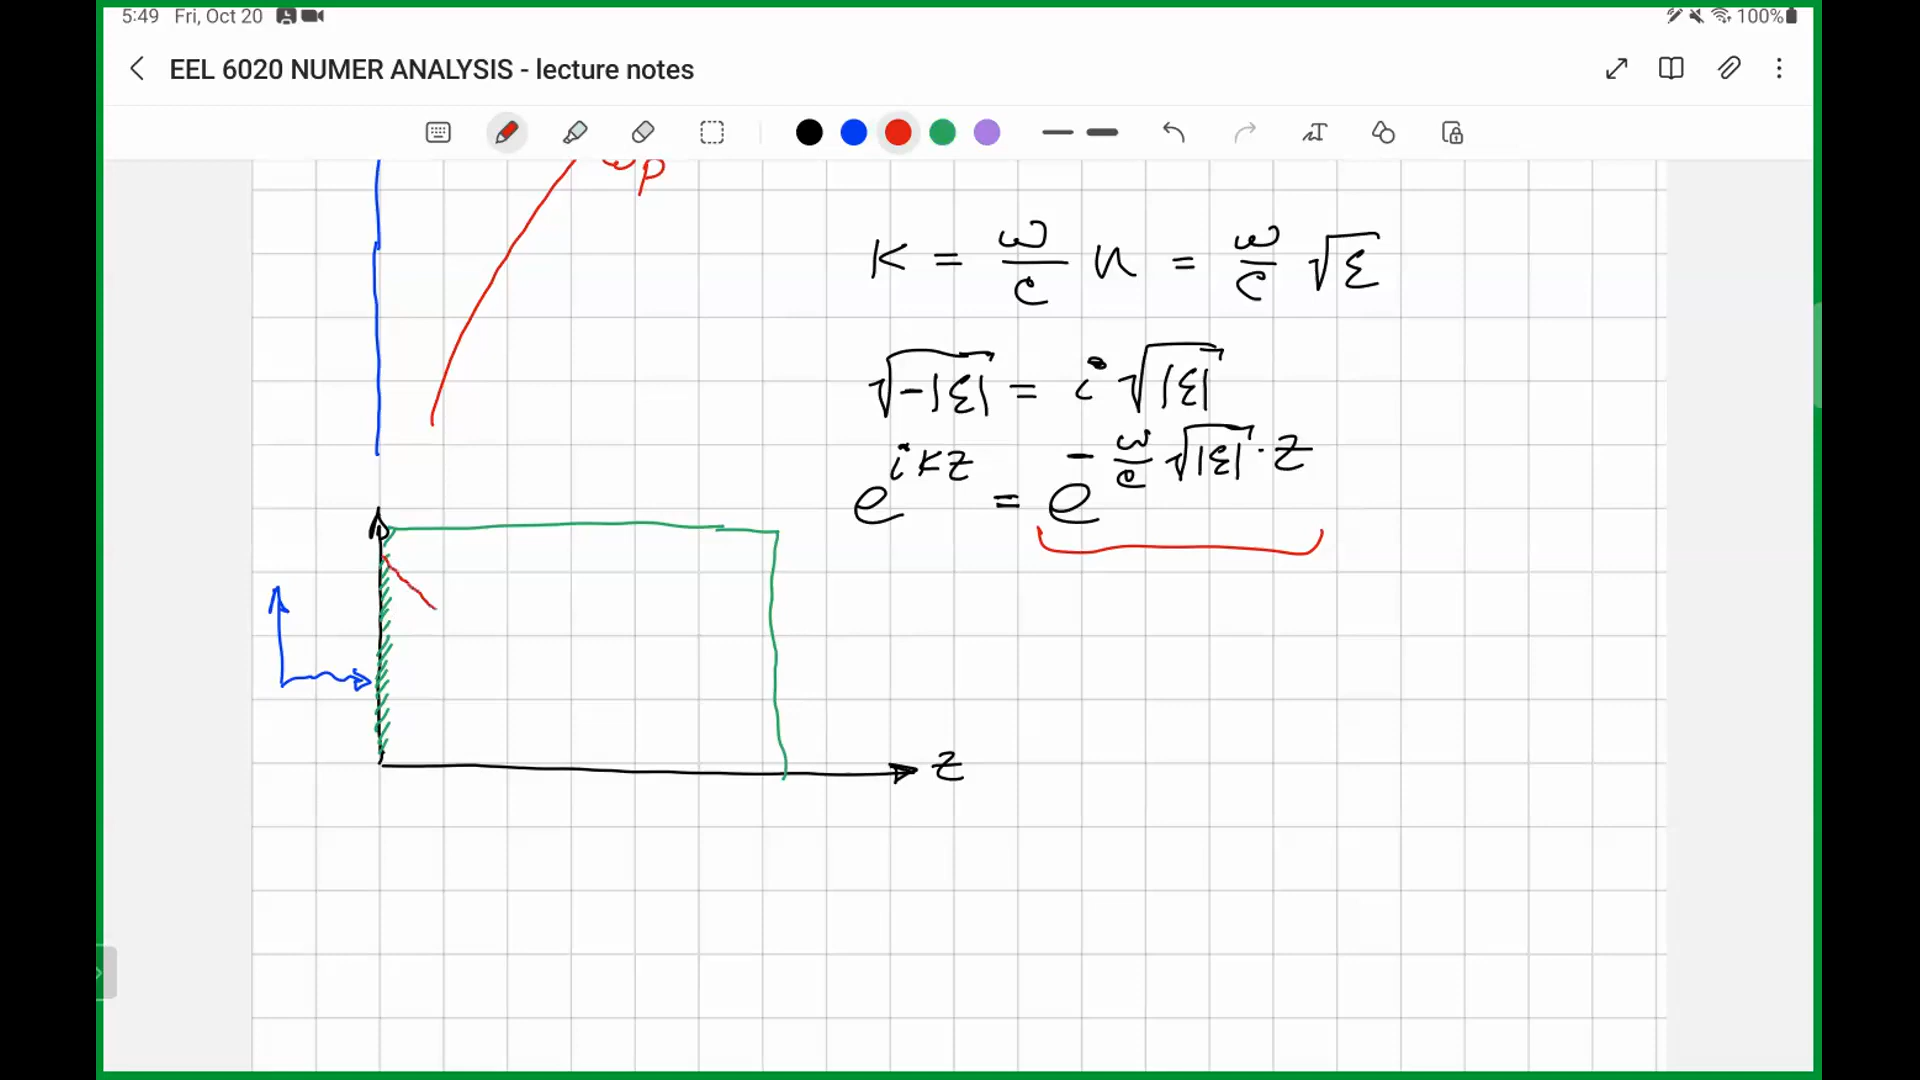 5:49 Fri, Oct 20 100%
EEL 6020 NUMER ANALYSIS - lecture notes
ωp
K = ω/c n = ω/c √ε
√-|ε| = i √|ε|
e^{ikz} = e^{-ω/c √|ε| · z}
z